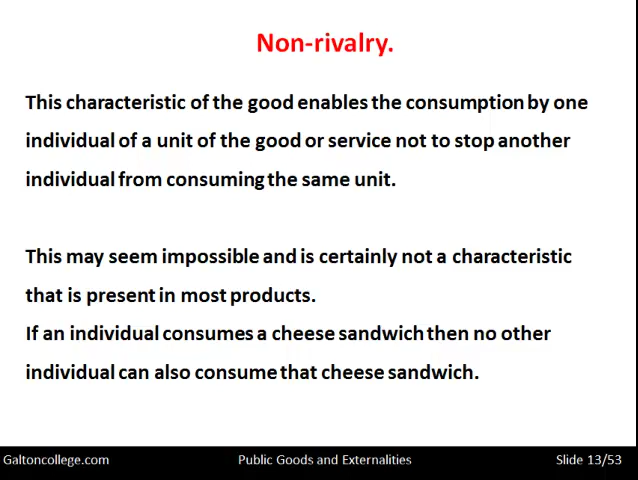 Non-rivalry.
This characteristic of the good enables the consumption by one
individual of a unit of the good or service not to stop another
individual from consuming the same unit.
This may seem impossible and is certainly not a characteristic
that is present in most products.
If an individual consumes a cheese sandwich then no other
individual can also consume that cheese sandwich.
Galtoncollege.com
Public Goods and Externalities
Slide 13/53